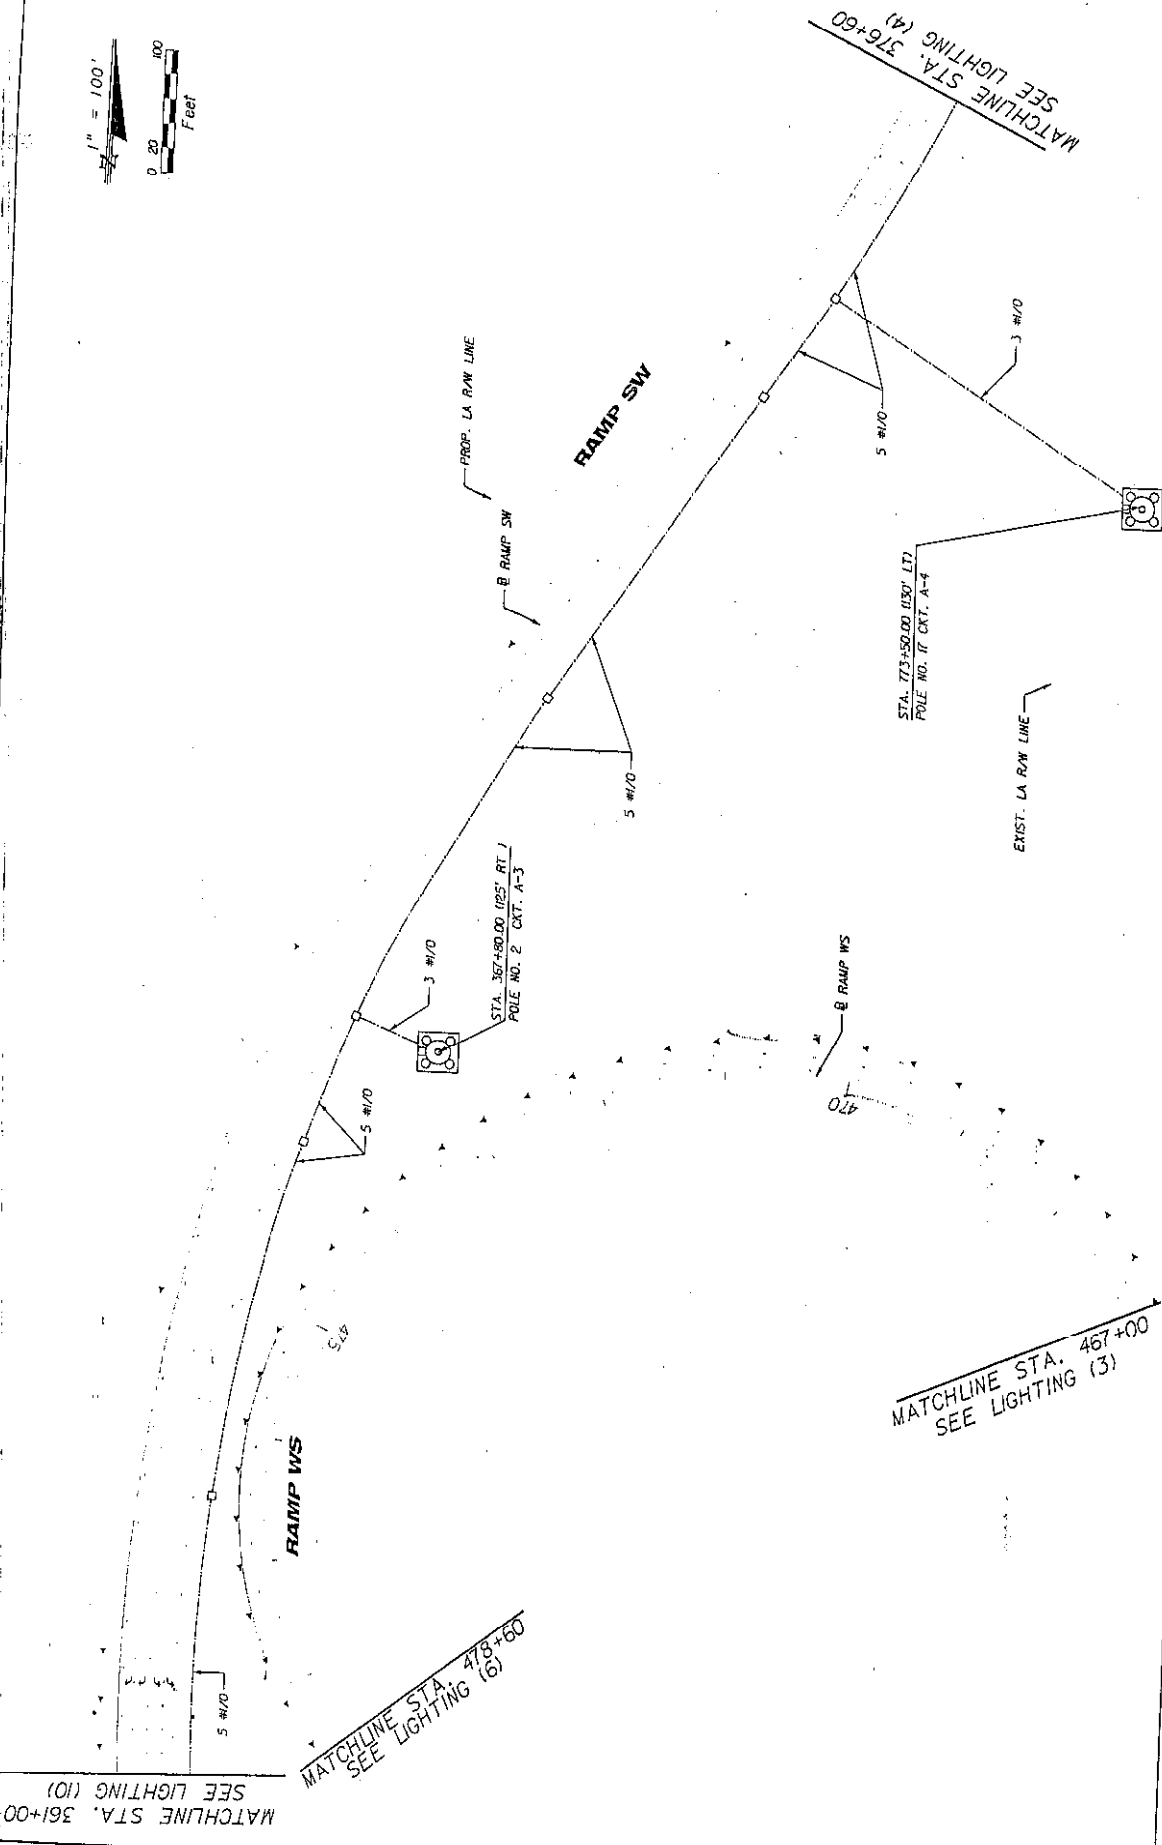 1" = 100'
0 20 100
Feet
MATCHLINE STA. 376+60
SEE LIGHTING (4)
PROP. LA R/W LINE
RAMP SW
RAMP SW
5 #1/0
3 #1/0
STA. 773+50.00 (130' LT)
POLE NO. 17 CKT. A-4
EXIST. LA R/W LINE
5 #1/0
STA. 367+80.00 (125' RT)
POLE NO. 2 CKT. A-3
3 #1/0
5 #1/0
RAMP WS
470
475
RAMP WS
MATCHLINE STA. 467+00
SEE LIGHTING (3)
MATCHLINE STA. 478+60
SEE LIGHTING (6)
5 #1/0
MATCHLINE STA. 361+00
SEE LIGHTING (10)